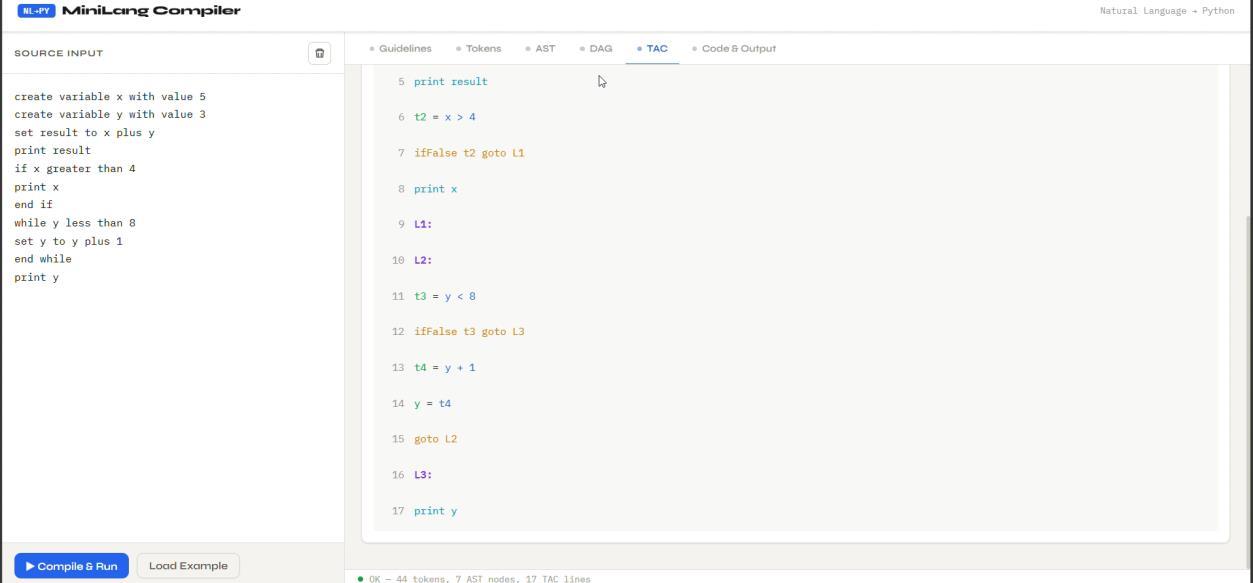 NL→PY MiniLang Compiler
Natural Language → Python
SOURCE INPUT
create variable x with value 5
create variable y with value 3
set result to x plus y
print result
if x greater than 4
print x
end if
while y less than 8
set y to y plus 1
end while
print y
▶ Compile & Run
Load Example
Guidelines
Tokens
AST
DAG
TAC
Code & Output
5 print result
6 t2 = x > 4
7 ifFalse t2 goto L1
8 print x
9 L1:
10 L2:
11 t3 = y < 8
12 ifFalse t3 goto L3
13 t4 = y + 1
14 y = t4
15 goto L2
16 L3:
17 print y
OK — 44 tokens, 7 AST nodes, 17 TAC lines